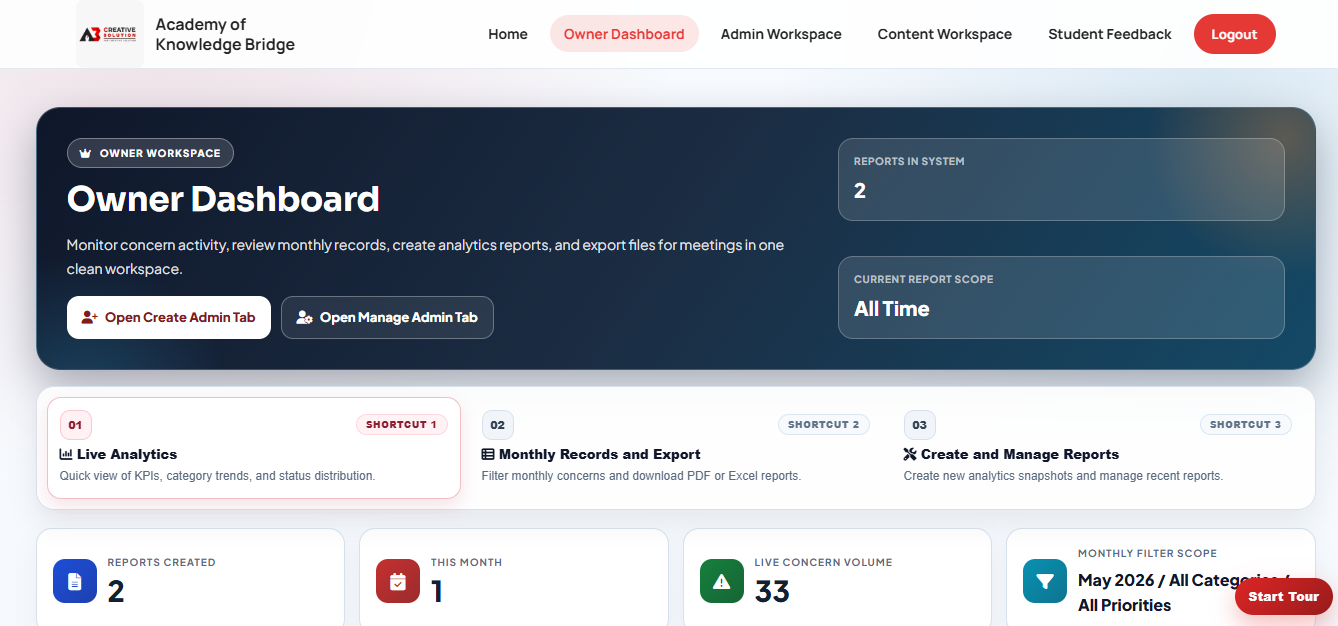 CREATIVE
SOLUTION
Academy of
Knowledge Bridge
Home
Owner Dashboard
Admin Workspace
Content Workspace
Student Feedback
Logout
OWNER WORKSPACE
Owner Dashboard
Monitor concern activity, review monthly records, create analytics reports, and export files for meetings in one
clean workspace.
Open Create Admin Tab
Open Manage Admin Tab
REPORTS IN SYSTEM
2
CURRENT REPORT SCOPE
All Time
01
SHORTCUT 1
Live Analytics
Quick view of KPIs, category trends, and status distribution.
02
SHORTCUT 2
Monthly Records and Export
Filter monthly concerns and download PDF or Excel reports.
03
SHORTCUT 3
Create and Manage Reports
Create new analytics snapshots and manage recent reports.
REPORTS CREATED
2
THIS MONTH
1
LIVE CONCERN VOLUME
33
MONTHLY FILTER SCOPE
May 2026 / All Categories /
All Priorities
Start Tour